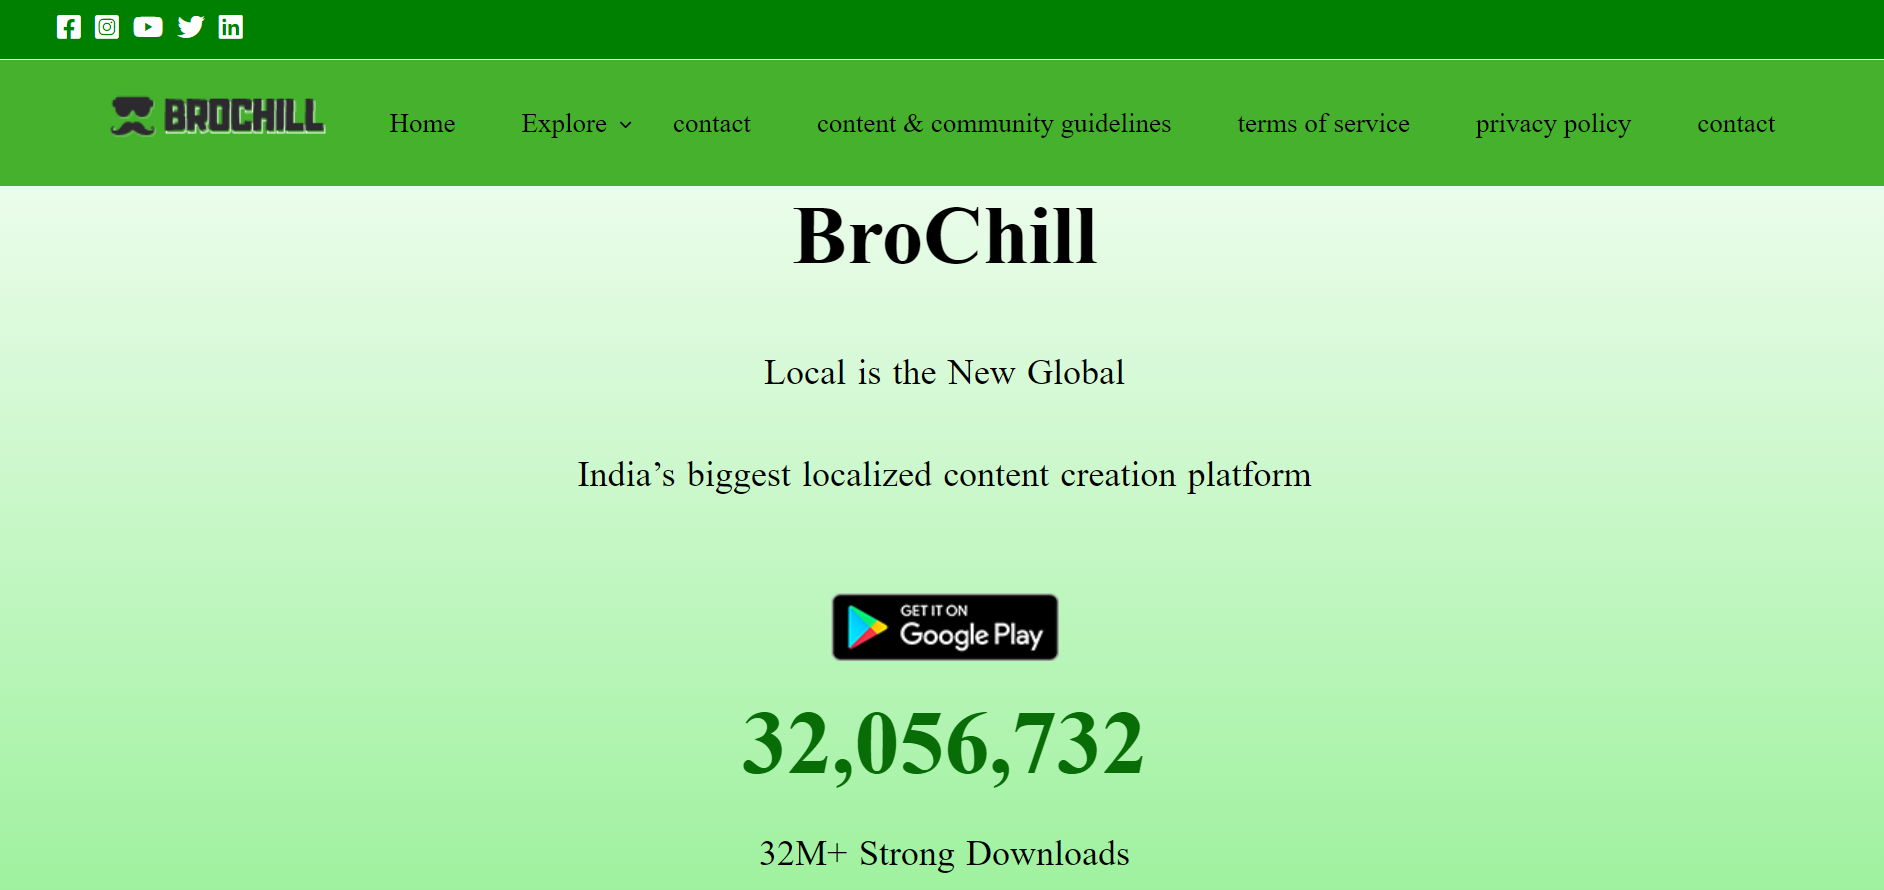 BROCHILL
Home Explore contact content & community guidelines terms of service privacy policy contact
BroChill
Local is the New Global
India’s biggest localized content creation platform
GET IT ON
Google Play
32,056,732
32M+ Strong Downloads